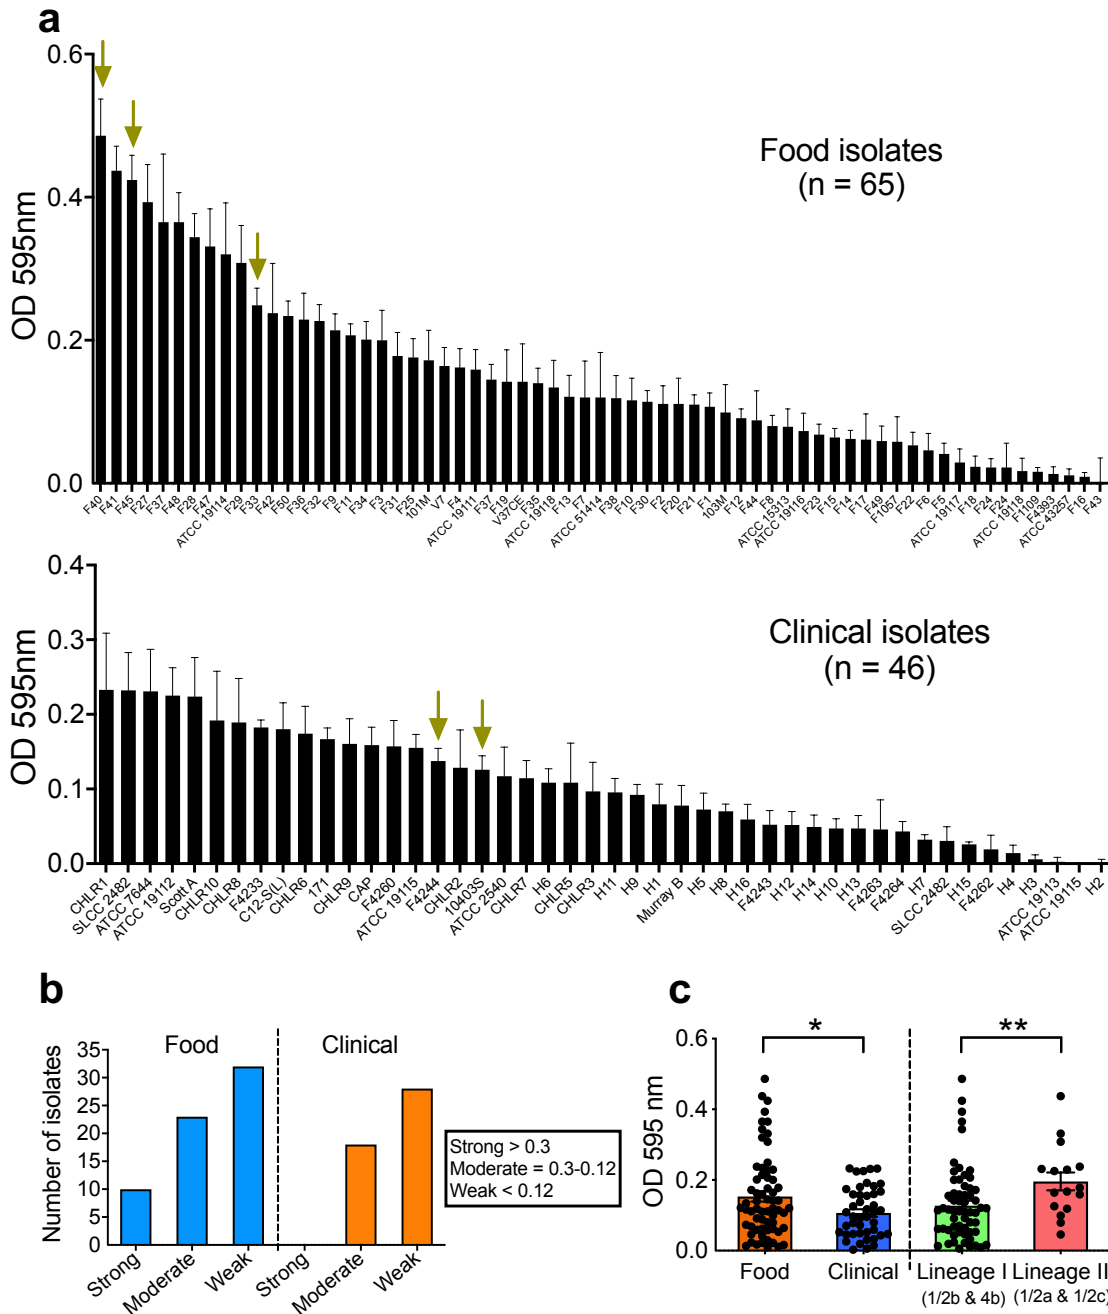 a
0.6
0.4
0.2
0.0
OD 595nm
Food isolates
(n = 65)
F40
F41
F45
F27
F37
F48
F28
F47
ATCC 19114
F29
F33
F42
F50
F36
F32
F9
F11
F34
F3
F31
F25
101M
V7
F4
ATCC 19111
F37
F19
V37CE
F35
ATCC 19118
F13
F7
ATCC 51414
F38
F10
F30
F2
F20
F21
F1
103M
F12
F44
F8
ATCC 15313
ATCC 19116
F23
F15
F14
F17
F49
F1057
F22
F6
F5
ATCC 19117
F18
F24
F24
ATCC 19118
F1109
F4393
ATCC 43257
F16
F43
0.4
0.3
0.2
0.1
0.0
OD 595nm
Clinical isolates
(n = 46)
CHLR1
SLCC 2482
ATCC 7644
ATCC 19112
Scott A
CHLR10
CHLR8
F4233
C12-S(L)
CHLR6
171
CHLR9
CAP
F4260
ATCC 19115
F4244
CHLR2
10403S
ATCC 2540
CHLR7
H6
CHLR5
CHLR3
H11
H9
H1
Murray B
H5
H8
H16
F4243
H12
H14
H10
H13
F4263
F4264
H7
SLCC 2482
H15
F4262
H4
H3
ATCC 19113
ATCC 19115
H2
b
Number of isolates
35
30
25
20
15
10
5
0
Food
Clinical
Strong
Moderate
Weak
Strong
Moderate
Weak
Strong > 0.3
Moderate = 0.3-0.12
Weak < 0.12
c
OD 595 nm
0.6
0.4
0.2
0.0
*
**
Food
Clinical
Lineage I
(1/2b & 4b)
Lineage II
(1/2a & 1/2c)